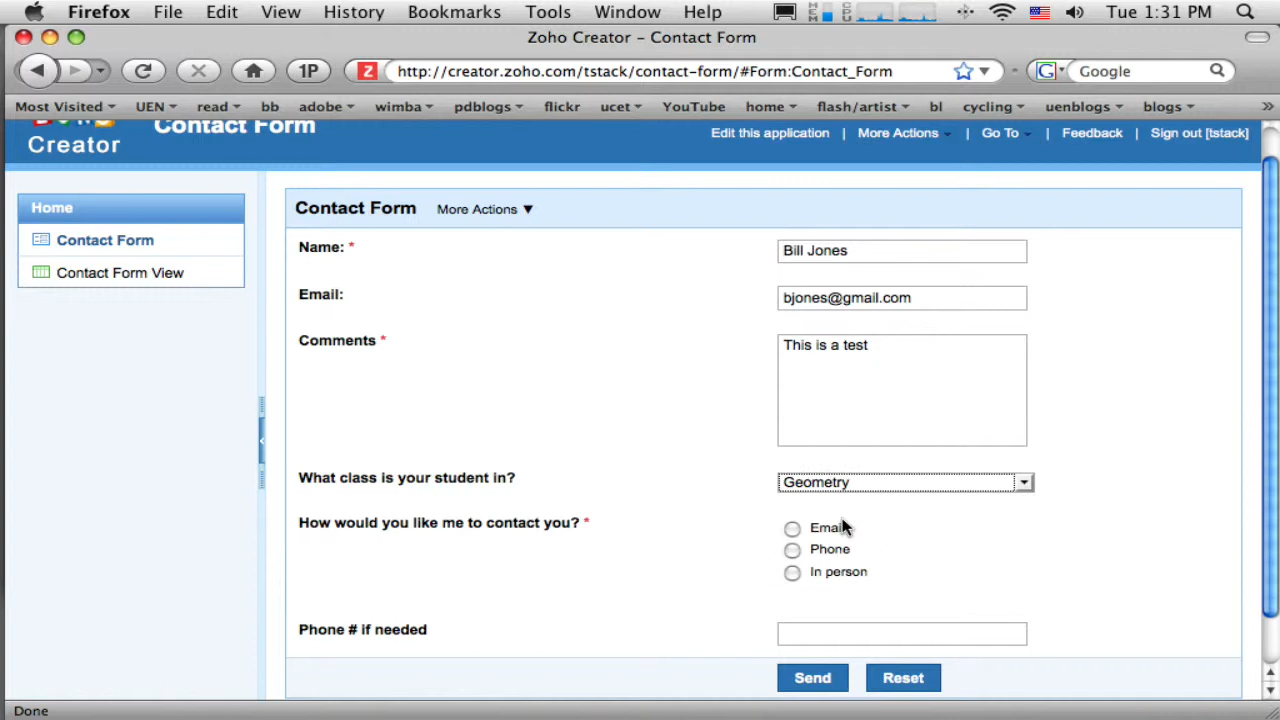 Firefox File Edit View History Bookmarks Tools Window Help MEM CPU Tue 1:31 PM
Zoho Creator – Contact Form
1P Z http://creator.zoho.com/tstack/contact-form/#Form:Contact_Form G Google
Most Visited UEN read bb adobe wimba pdblogs flickr ucet YouTube home flash/artist bl cycling uenblogs blogs »
Contact Form
Creator Edit this application | More Actions | Go To | Feedback | Sign out [tstack]
Home
Contact Form
Contact Form View
Contact Form More Actions ▼
Name: * Bill Jones
Email: bjones@gmail.com
Comments * This is a test
What class is your student in? Geometry
How would you like me to contact you? *
Phone
In person
Phone # if needed
Send Reset
Done